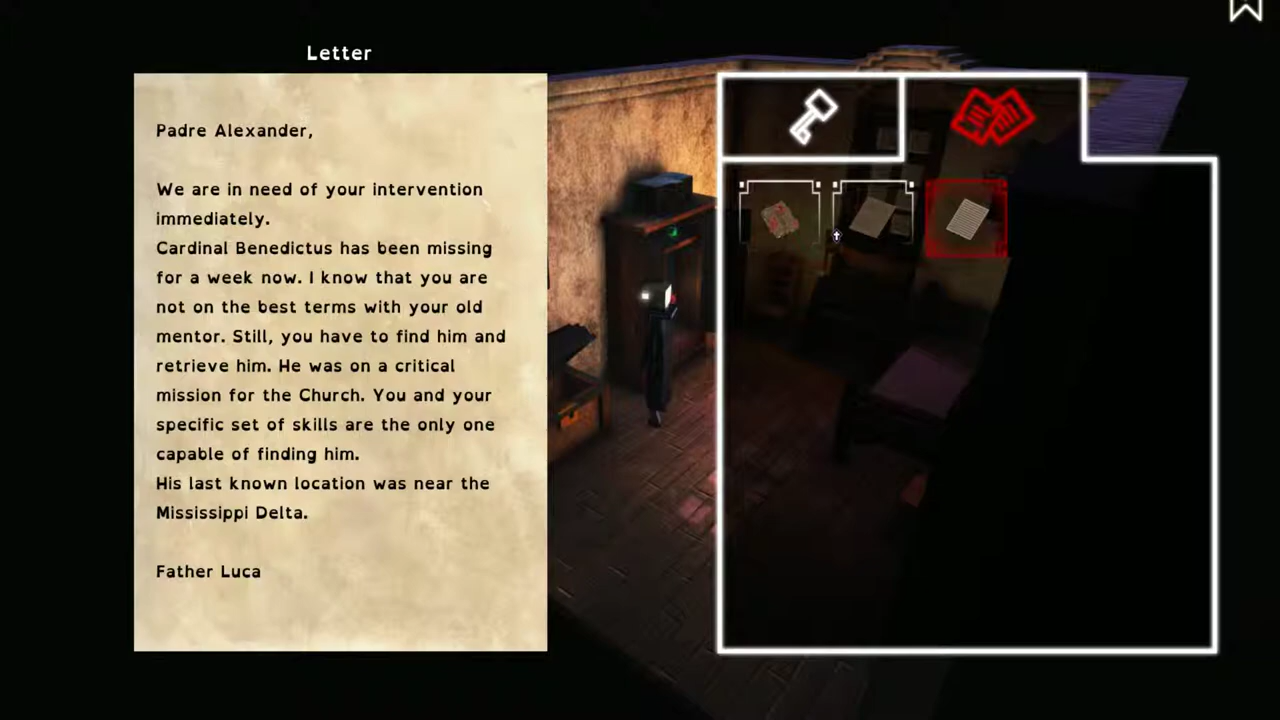 Letter
Padre Alexander,
We are in need of your intervention
immediately.
Cardinal Benedictus has been missing
for a week now. I know that you are
not on the best terms with your old
mentor. Still, you have to find him and
retrieve him. He was on a critical
mission for the Church. You and your
specific set of skills are the only one
capable of finding him.
His last known location was near the
Mississippi Delta.
Father Luca